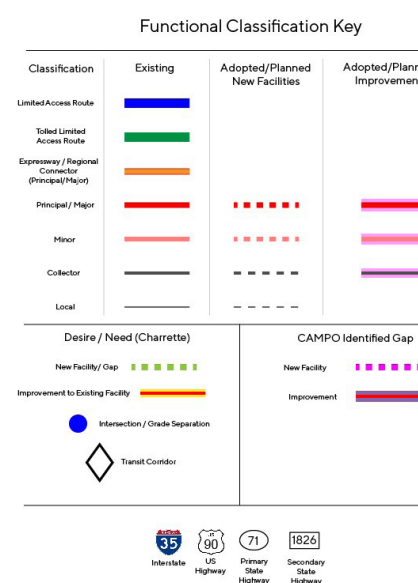 Functional Classification Key
Classification
Existing
Adopted/Planned
New Facilities
Adopted/Plann
Improvemen
Limited Access Route
Tolled Limited
Access Route
Expressway / Regional
Connector
(Principal/Major)
Principal / Major
Minor
Collector
Local
Desire / Need (Charrette)
New Facility/ Gap
Improvement to Existing Facility
Intersection / Grade Separation
Transit Corridor
CAMPO Identified Gap
New Facility
Improvement
35
Interstate
US
90
US
Highway
71
Primary
State
Highway
1826
Secondary
State
Highway